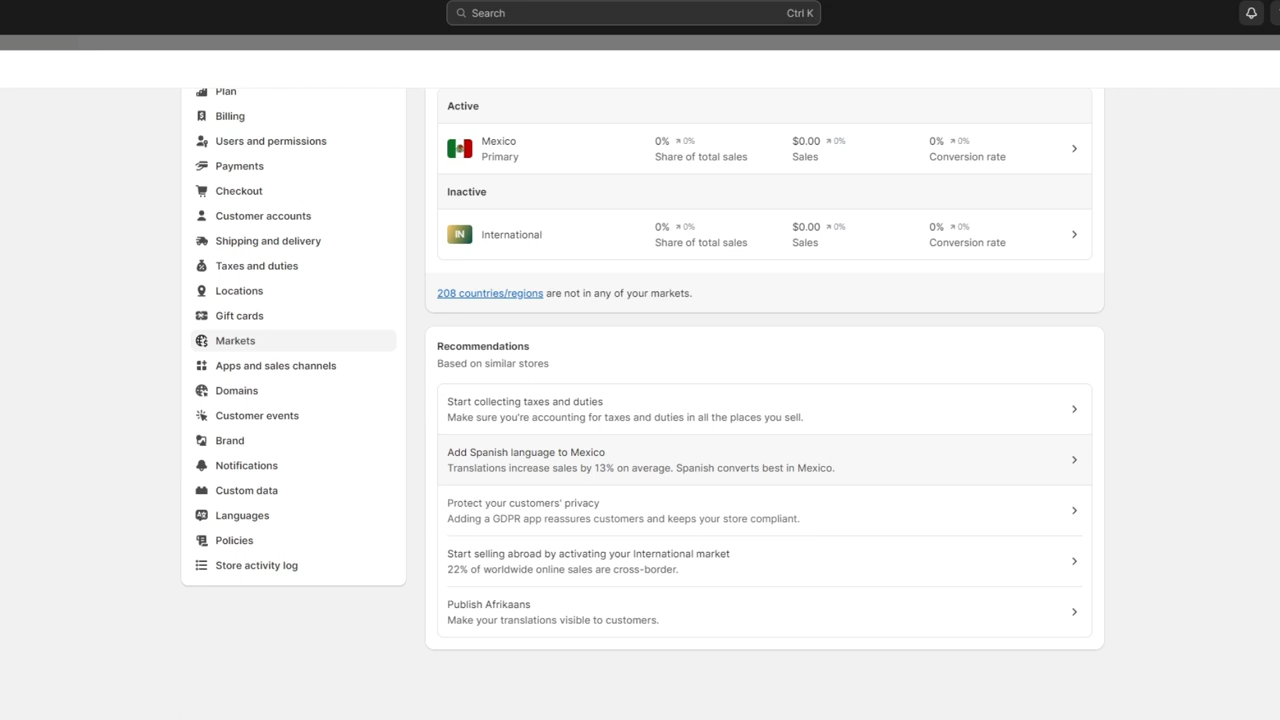 Search Ctrl K
Plan
Billing
Users and permissions
Payments
Checkout
Customer accounts
Shipping and delivery
Taxes and duties
Locations
Gift cards
Markets
Apps and sales channels
Domains
Customer events
Brand
Notifications
Custom data
Languages
Policies
Store activity log
Active
Mexico 0% 0% $0.00 0% 0% 0%
Primary Share of total sales Sales Conversion rate
Inactive
IN International 0% 0% $0.00 0% 0% 0%
Share of total sales Sales Conversion rate
208 countries/regions are not in any of your markets.
Recommendations
Based on similar stores
Start collecting taxes and duties
Make sure you're accounting for taxes and duties in all the places you sell.
Add Spanish language to Mexico
Translations increase sales by 13% on average. Spanish converts best in Mexico.
Protect your customers' privacy
Adding a GDPR app reassures customers and keeps your store compliant.
Start selling abroad by activating your International market
22% of worldwide online sales are cross-border.
Publish Afrikaans
Make your translations visible to customers.